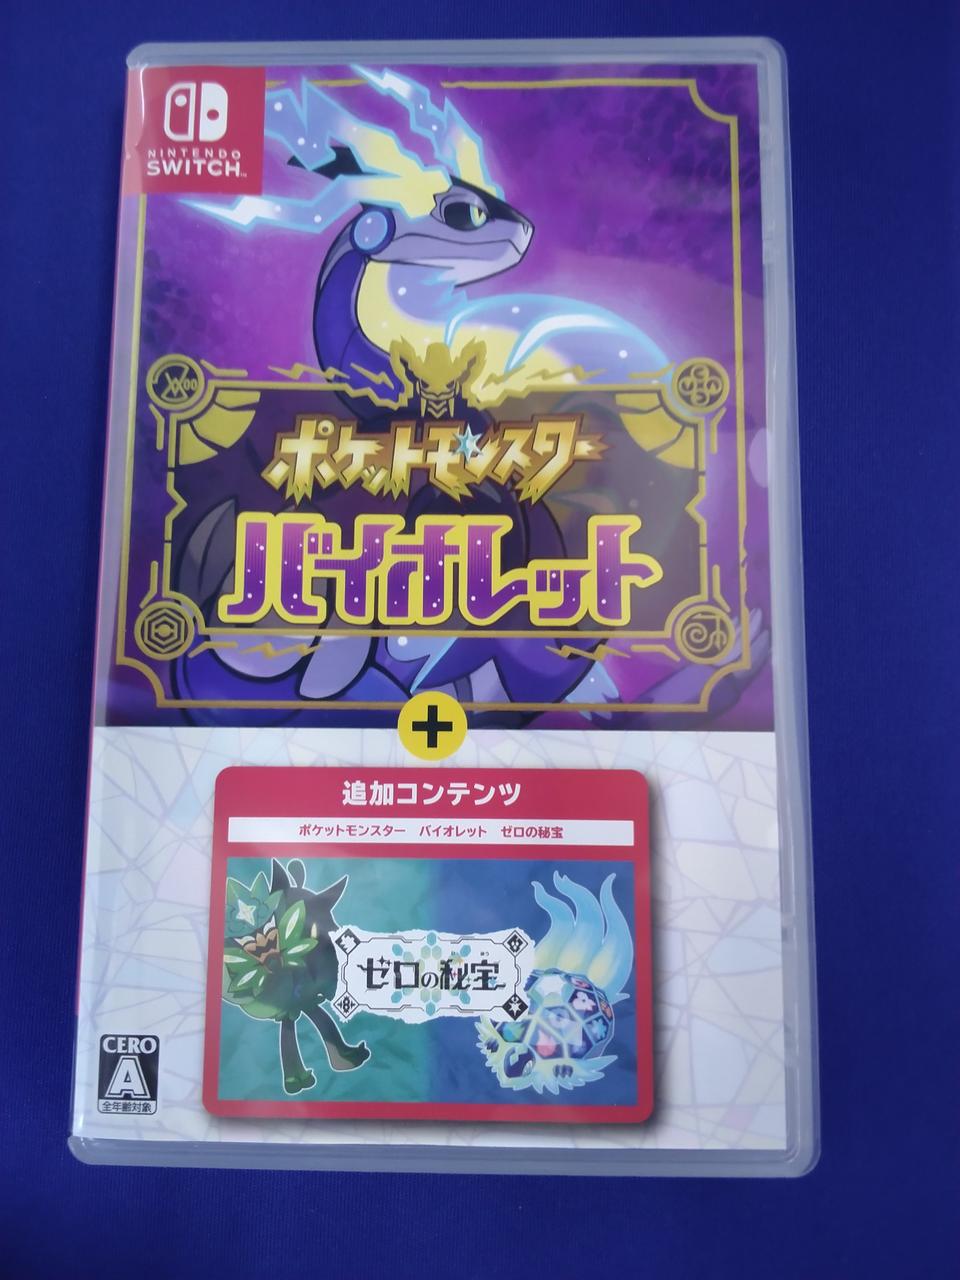 NINTENDO
SWITCH
ポケットモンスター
バイオレット
+
追加コンテンツ
ポケットモンスター バイオレット ゼロの秘宝
ゼロの秘宝
CERO
A
全年齢対象